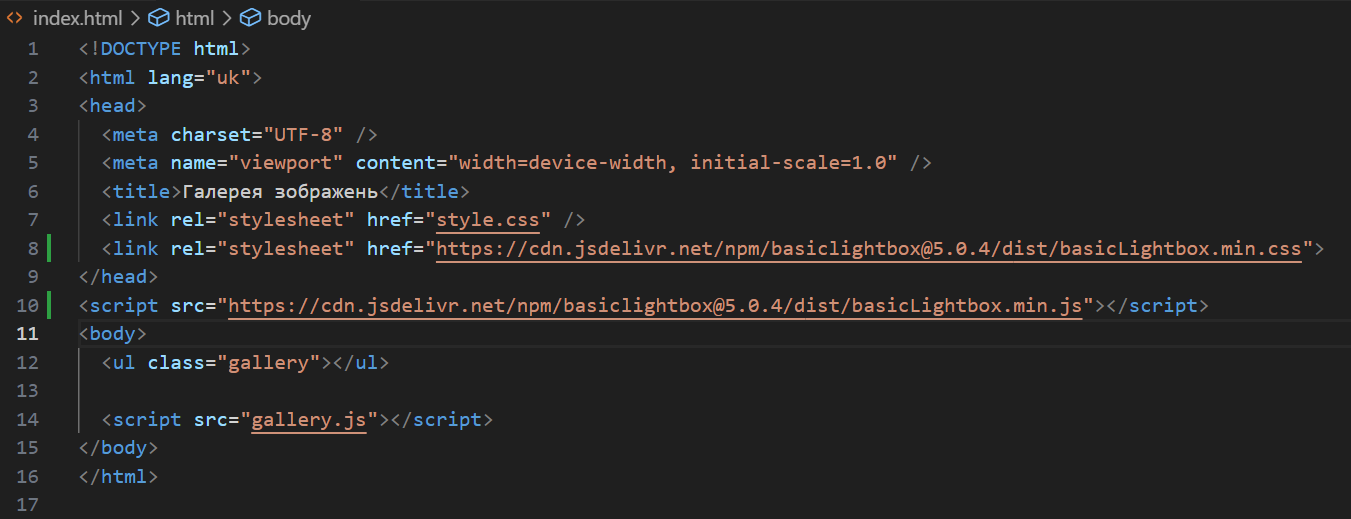 index.html > html > body
1 <!DOCTYPE html>
2 <html lang="uk">
3 <head>
4 <meta charset="UTF-8" />
5 <meta name="viewport" content="width=device-width, initial-scale=1.0" />
6 <title>Галерея зображень</title>
7 <link rel="stylesheet" href="style.css" />
8 <link rel="stylesheet" href="https://cdn.jsdelivr.net/npm/basiclightbox@5.0.4/dist/basicLightbox.min.css">
9 </head>
10 <script src="https://cdn.jsdelivr.net/npm/basiclightbox@5.0.4/dist/basicLightbox.min.js"></script>
11 <body>
12 <ul class="gallery"></ul>
13
14 <script src="gallery.js"></script>
15 </body>
16 </html>
17